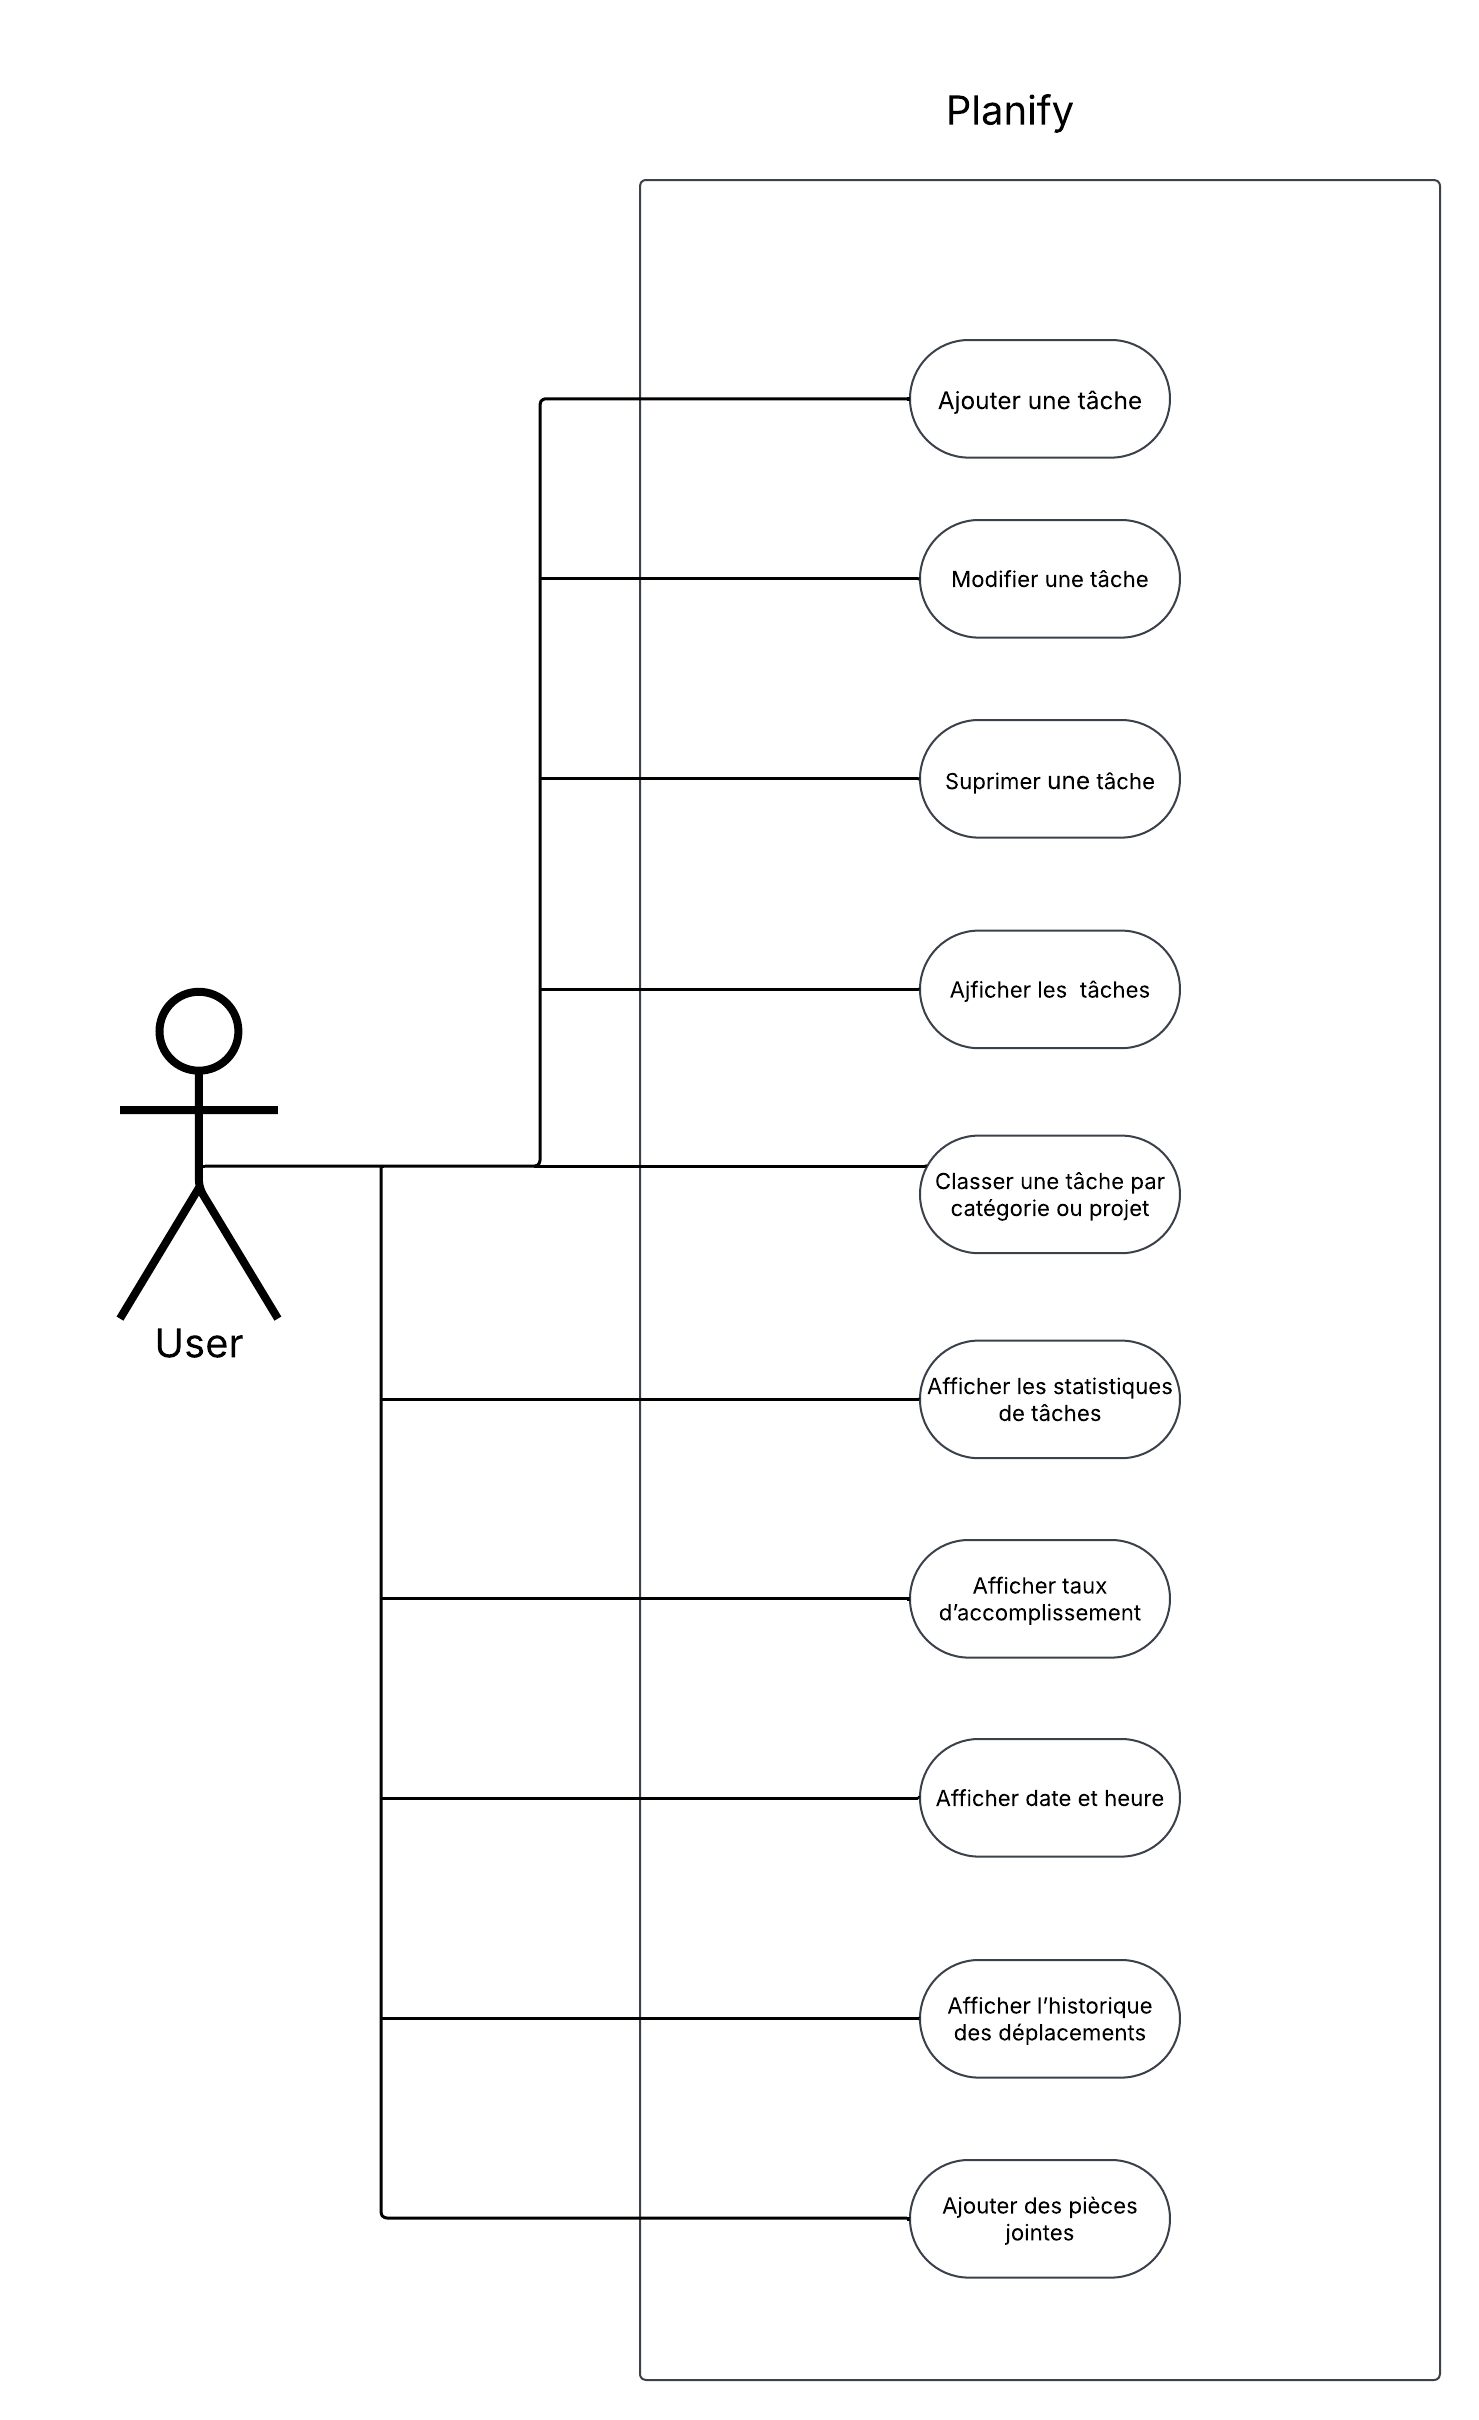 Planify
Ajouter une tâche
Modifier une tâche
Suprimer une tâche
Ajficher les  tâches
Classer une tâche par
catégorie ou projet
User
Afficher les statistiques
de tâches
Afficher taux
d’accomplissement
Afficher date et heure
Afficher l’historique
des déplacements
Ajouter des pièces
jointes